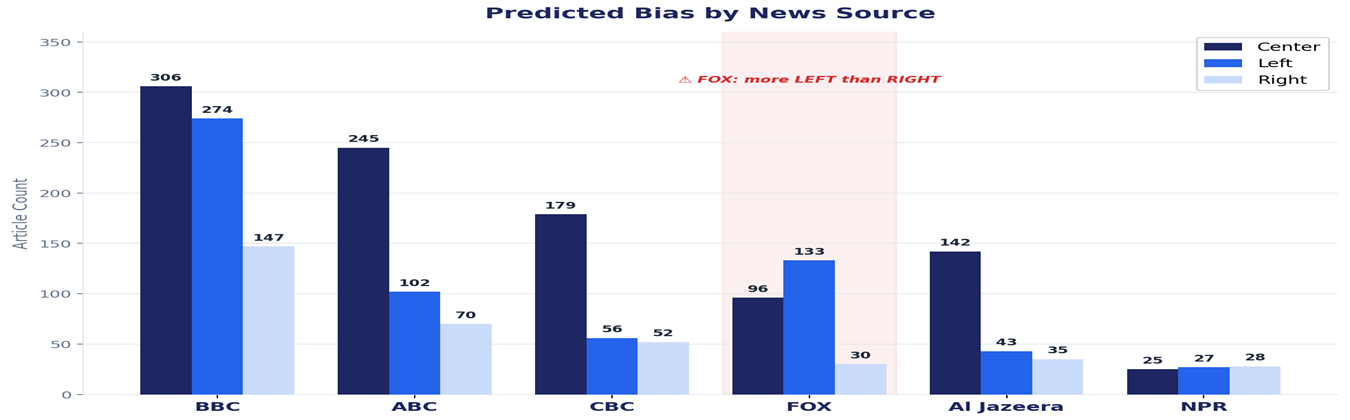 Predicted Bias by News Source
Article Count
350
300
250
200
150
100
50
0
⚠ FOX: more LEFT than RIGHT
Center
Left
Right
306
274
147
245
102
70
179
56
52
96
133
30
142
43
35
25
27
28
BBC
ABC
CBC
FOX
Al Jazeera
NPR